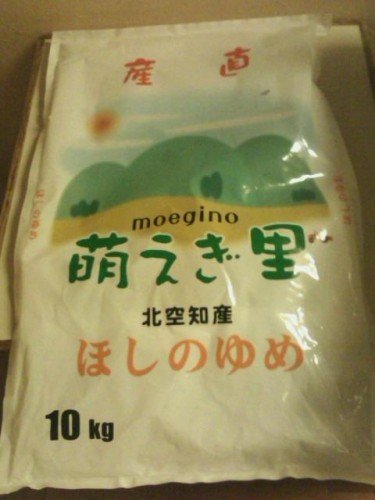 産直
moegino
萌えぎ里
北空知産
ほしのゆめ
10 kg